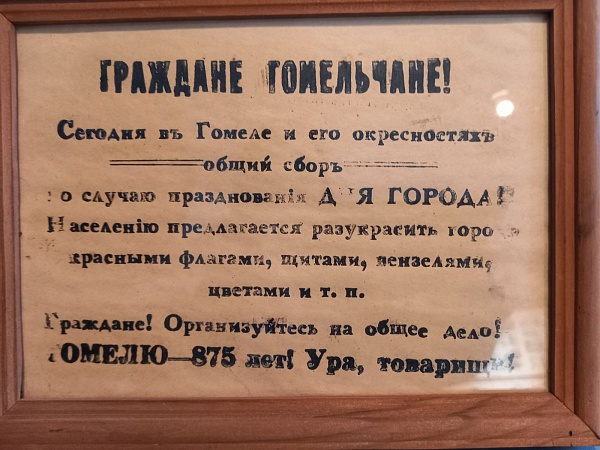 ГРАЖДАНЕ ГОМЕЛЬЧАНЕ!
Сегодня въ Гомеле и его окресностяхъ
общий сборъ
по случаю празднованія ДНЯ ГОРОДА!
Населенію предлагается разукрасить город
красными флагами, щитами, вензелями,
цветами и т. п.
Граждане! Организуйтесь на общее дело!
ГОМЕЛЮ—875 лет! Ура, товарищи!